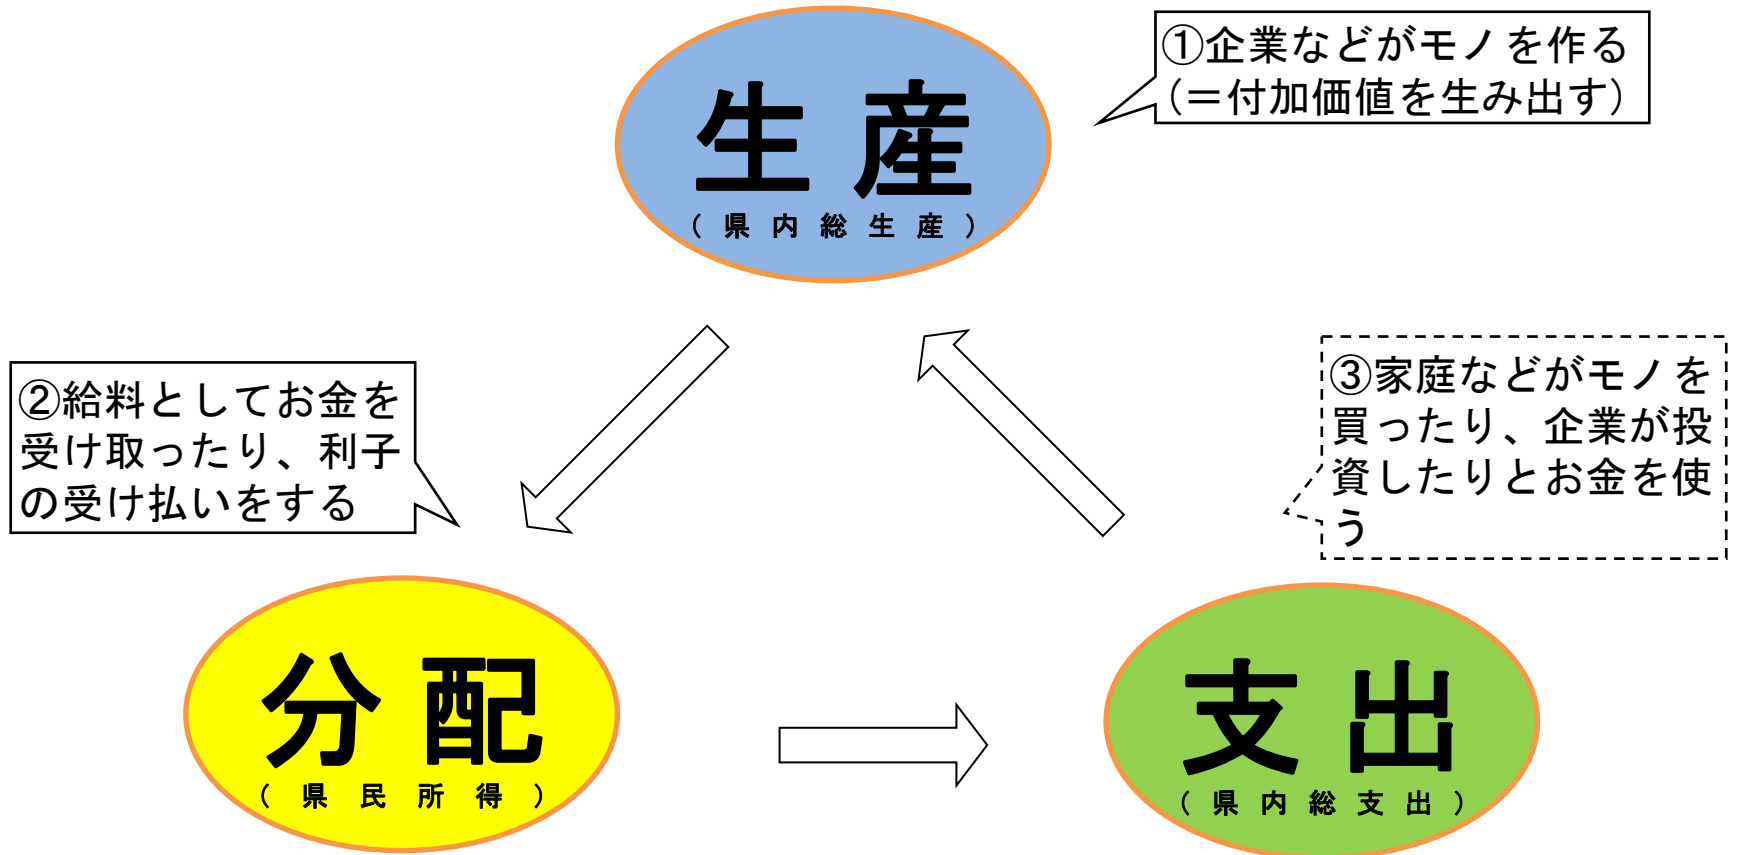 ①企業などがモノを作る
(＝付加価値を生み出す)
生産
(県内総生産)
②給料としてお金を
受け取ったり、利子
の受け払いをする
③家庭などがモノを
買ったり、企業が投
資したりとお金を使
う
分配
(県民所得)
支出
(県内総支出)